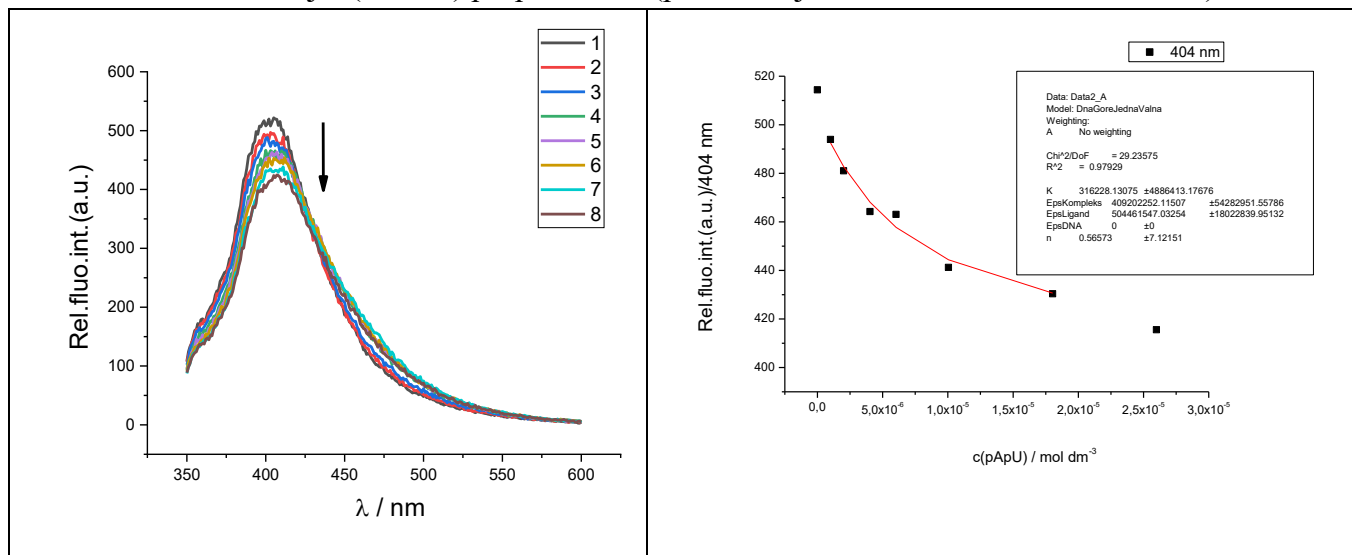 1
2
3
4
5
6
7
8
600
500
400
300
200
100
0
350 400 450 500 550 600
Rel.fluo.int.(a.u.)
λ / nm
404 nm
520
500
480
460
440
420
400
0,0 5,0x10⁻⁶ 1,0x10⁻⁵ 1,5x10⁻⁵ 2,0x10⁻⁵ 2,5x10⁻⁵ 3,0x10⁻⁵
Rel.fluo.int.(a.u.)/404 nm
c(pApU) / mol dm⁻³
Data: Data2_A
Model: DnaGoreJednaValna
Weighting:
A No weighting
Chi^2/DoF = 29.23575
R^2 = 0.97929
K 316228.13075 ±4886413.17676
EpsKompleks 409202252.11507 ±54282951.55786
EpsLigand 504461547.03254 ±18022839.95132
EpsDNA 0 ±0
n 0.56573 ±7.12151